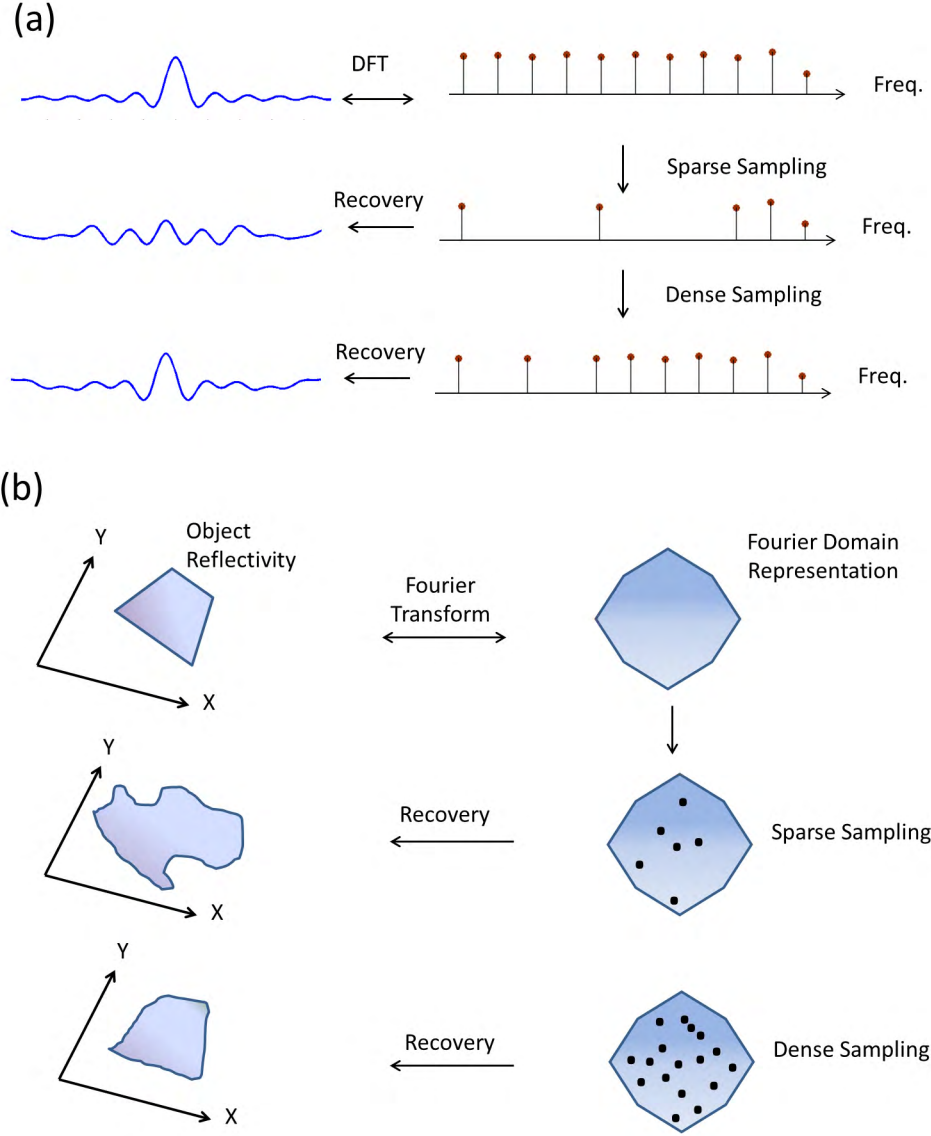 (a)
DFT
Freq.
Sparse Sampling
Recovery
Freq.
Dense Sampling
Recovery
Freq.
(b)
Y
Object
Reflectivity
X
Fourier
Transform
Fourier Domain
Representation
Y
X
Recovery
Sparse Sampling
Y
X
Recovery
Dense Sampling